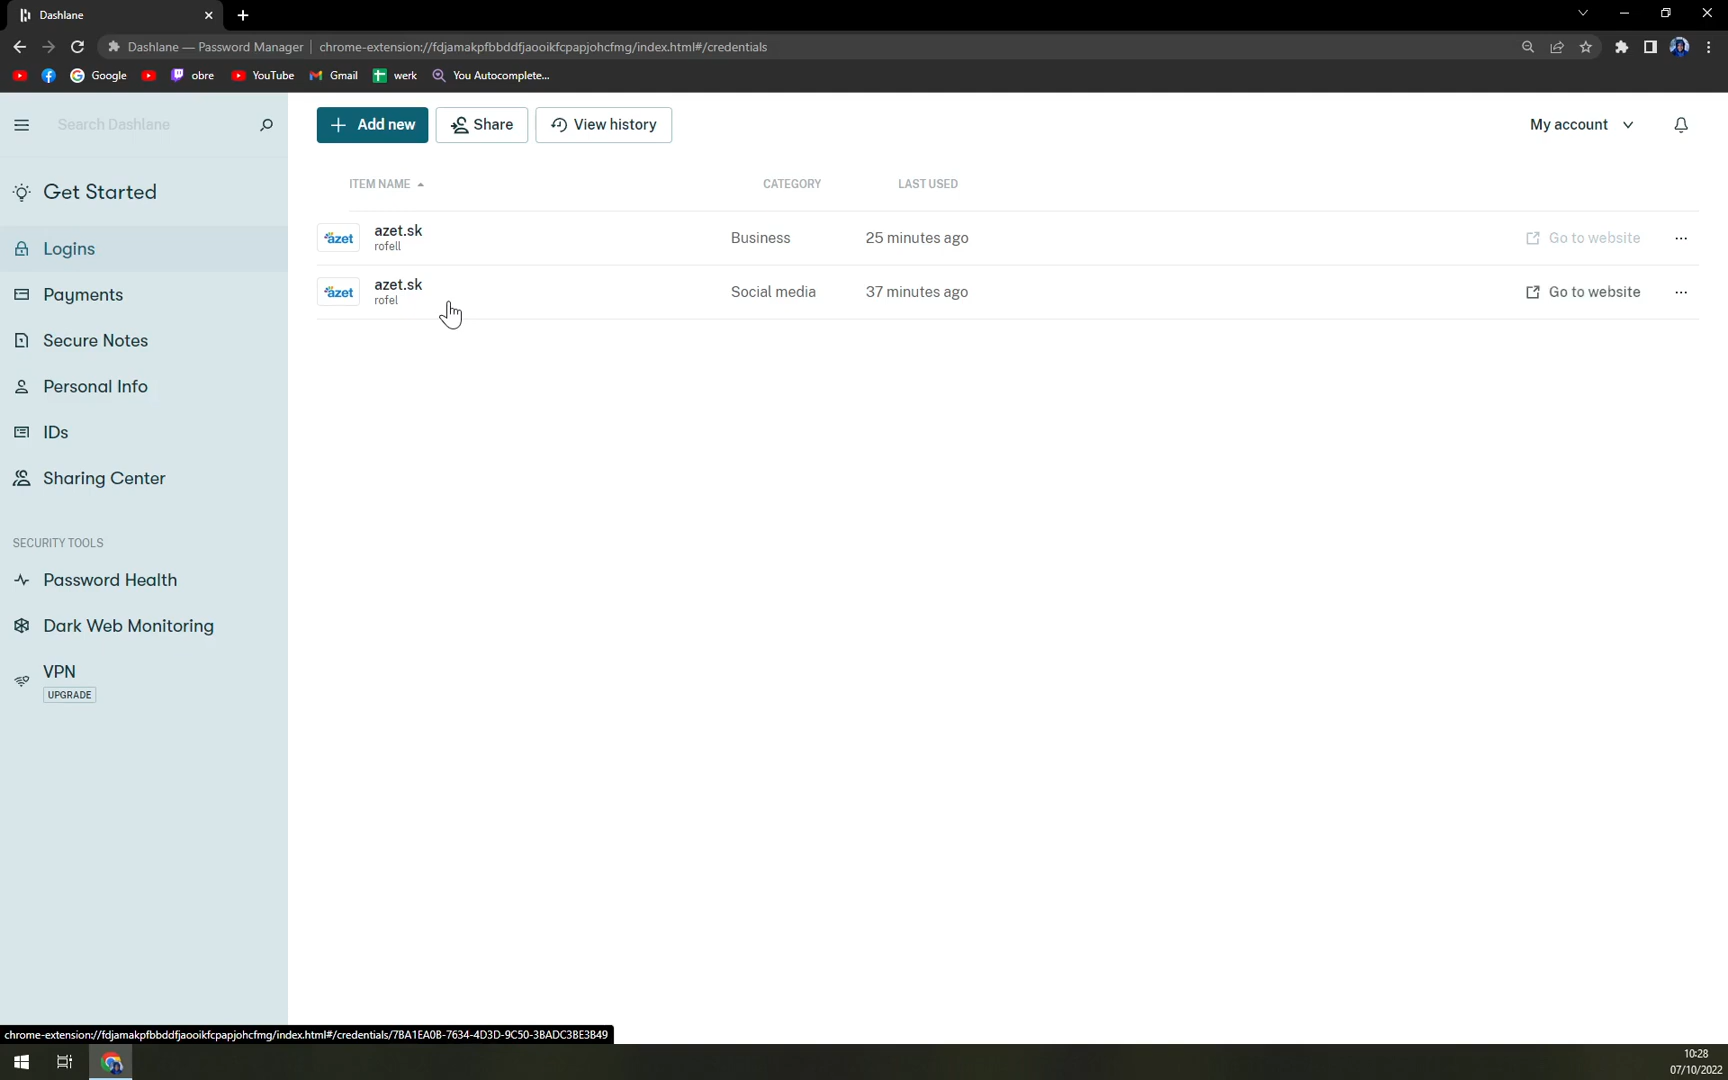 Dashlane
Dashlane — Password Manager | chrome-extension://fdjamakpfbbddfjaooikfcpapjohcfmg/index.html#/credentials
Google obre YouTube Gmail werk You Autocomplete...
Search Dashlane
Add new Share View history My account
Get Started
ITEM NAME CATEGORY LAST USED
Logins
azet azet.sk Business 25 minutes ago Go to website ...
rofell
Payments
azet azet.sk Social media 37 minutes ago Go to website ...
rofel
Secure Notes
Personal Info
IDs
Sharing Center
SECURITY TOOLS
Password Health
Dark Web Monitoring
VPN
UPGRADE
chrome-extension://fdjamakpfbbddfjaooikfcpapjohcfmg/index.html#/credentials/7BA1EA0B-7634-4D3D-9C50-3BADC3BE3B49
10:28
07/10/2022